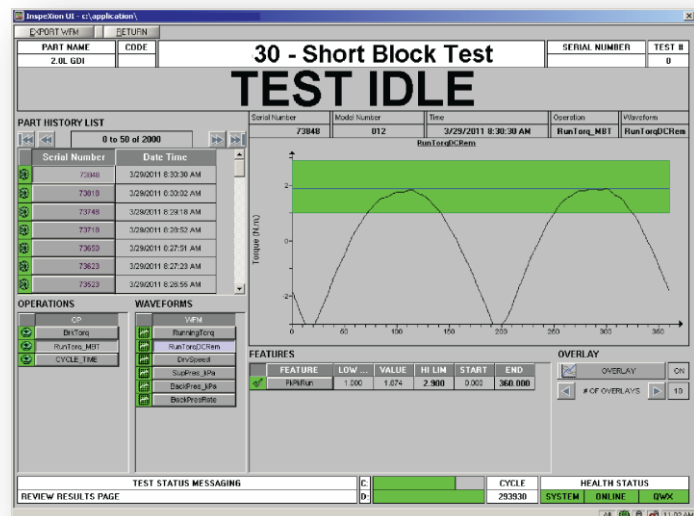 InspeXion UI - c:\application\
EXPORT WFM RETURN
PART NAME CODE 30 - Short Block Test SERIAL NUMBER TEST #
2.0L GDI 0
TEST IDLE
PART HISTORY LIST
0 to 50 of 2000
Serial Number Date Time
73848 3/29/2011 8:30:30 AM
73818 3/29/2011 8:30:02 AM
73748 3/29/2011 8:29:18 AM
73718 3/29/2011 8:28:52 AM
73650 3/29/2011 8:27:51 AM
73623 3/29/2011 8:27:23 AM
73523 3/29/2011 8:26:55 AM
Serial Number Model Number Time Operation Waveform
73848 012 3/29/2011 8:30:30 AM RunTorq_MBT RunTorqDCRem
RunTorqDCRem
Torque (N.m.)
2
0
-2
0 50 100 150 200 250 300 350
OPERATIONS WAVEFORMS
OP WFM
BrkTorq RunningTorq
RunTorq_MBT RunTorqDCRem
CYCLE_TIME DrvSpeed
SupPres_kPa
BackPres_kPa
BackPresRate
FEATURES OVERLAY
FEATURE LOW ... VALUE HI LIM START END
PkPkRun 1.000 1.874 2.900 0.000 360.000
OVERLAY ON
# OF OVERLAYS 10
TEST STATUS MESSAGING C: CYCLE HEALTH STATUS
REVIEW RESULTS PAGE D: 293930 SYSTEM ONLINE QWX
11:02 AM